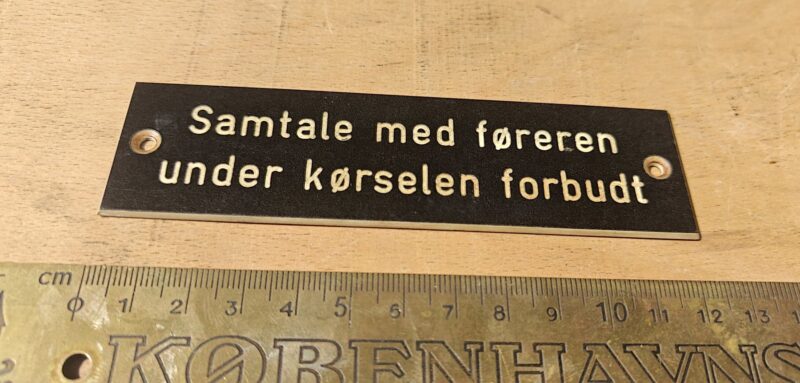 Samtale med føreren
under kørselen forbudt
cm
0 1 2 3 4 5 6 7 8 9 10 11 12 13
KØBENHAVNS